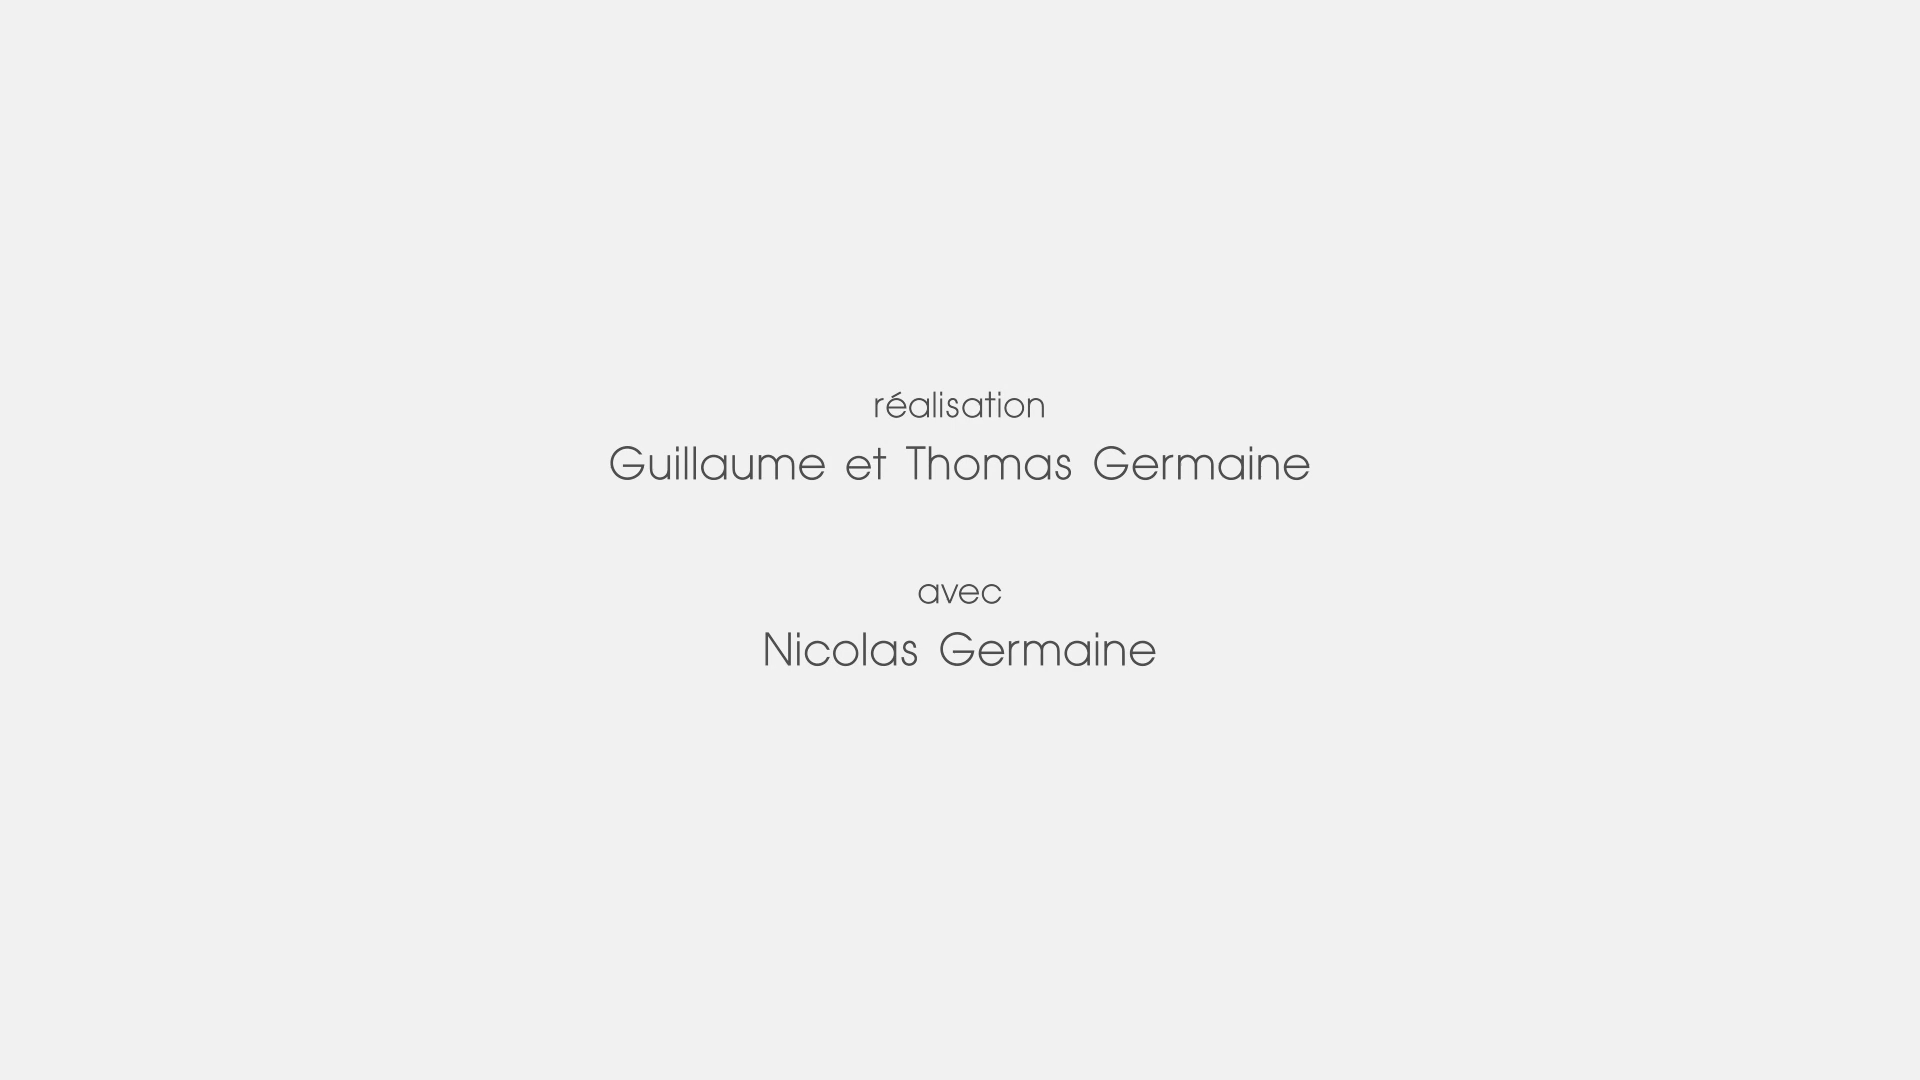 réalisation
Guillaume et Thomas Germaine
avec
Nicolas Germaine